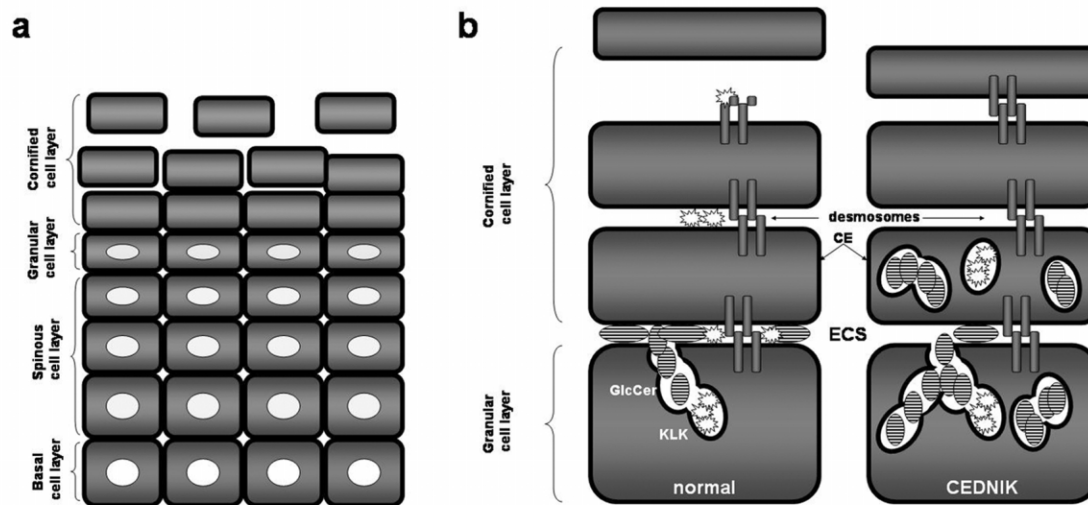 a
Cornified
cell layer
Granular
cell layer
Spinous
cell layer
Basal
cell layer
b
Cornified
cell layer
Granular
cell layer
desmosomes
CE
ECS
GlcCer
KLK
normal
CEDNIK